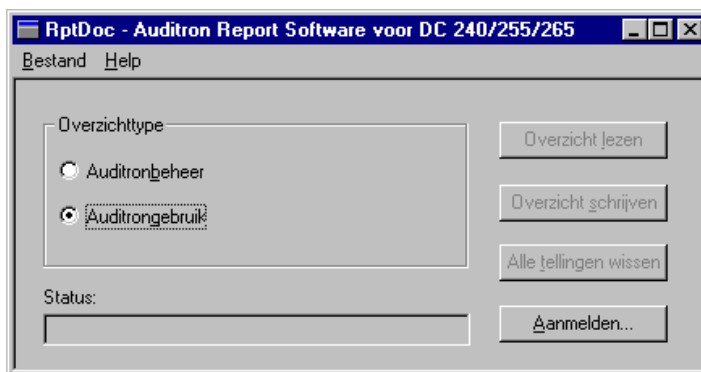 RptDoc - Auditron Report Software voor DC 240/255/265
Bestand Help
Overzichttype
Auditronbeheer
Auditrongebruik
Overzicht lezen
Overzicht schrijven
Alle tellingen wissen
Status:
Aanmelden...